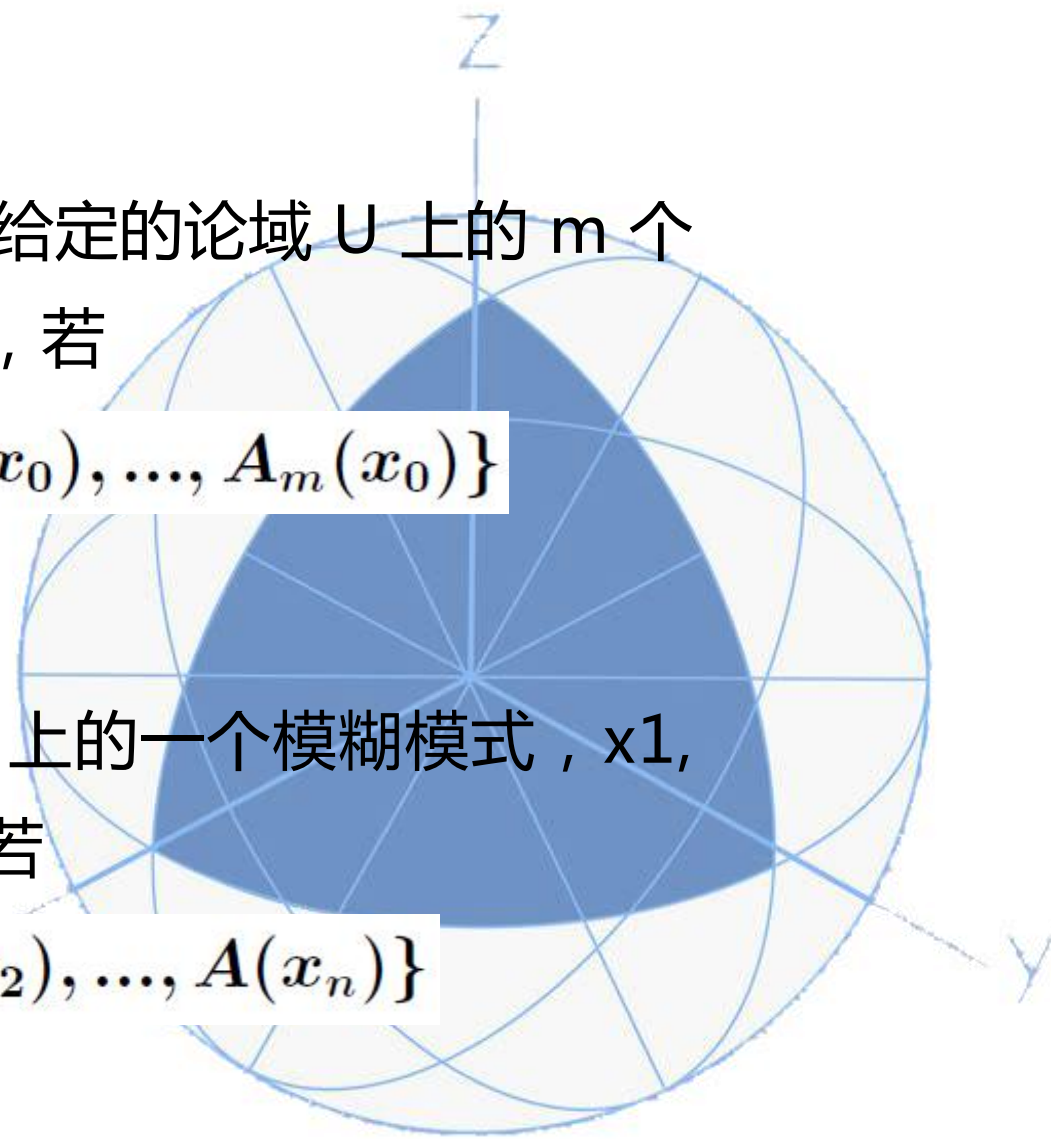 Z
给定的论域 U 上的 m 个
, 若
x₀), ..., Aₘ(x₀)}
上的一个模糊模式，x1,
若
₂), ..., A(xₙ)}
Y